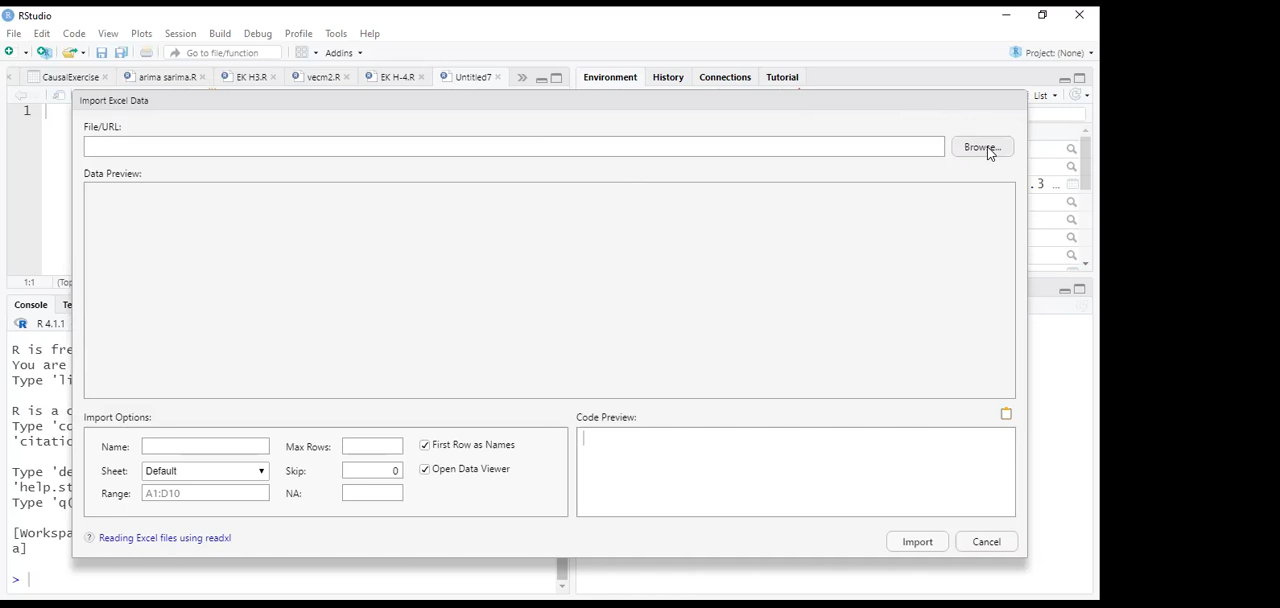 RStudio
File Edit Code View Plots Session Build Debug Profile Tools Help
Go to file/function Addins Project: (None)
CausalExercise arima sarima.R EK H3.R vecm2.R EK H-4.R Untitled7 Environment History Connections Tutorial
1 List
Import Excel Data
File/URL:
Browse...
Data Preview:
.3 ...
1:1 (Top
Console Te
R 4.1.1
R is fre
You are
Type 'li
R is a c
Type 'co
'citatio
Type 'de
'help.st
Type 'q(
[Workspa
a]
>
Import Options: Code Preview:
Name: Max Rows: First Row as Names
Sheet: Default Skip: 0 Open Data Viewer
Range: A1:D10 NA:
? Reading Excel files using readxl Import Cancel